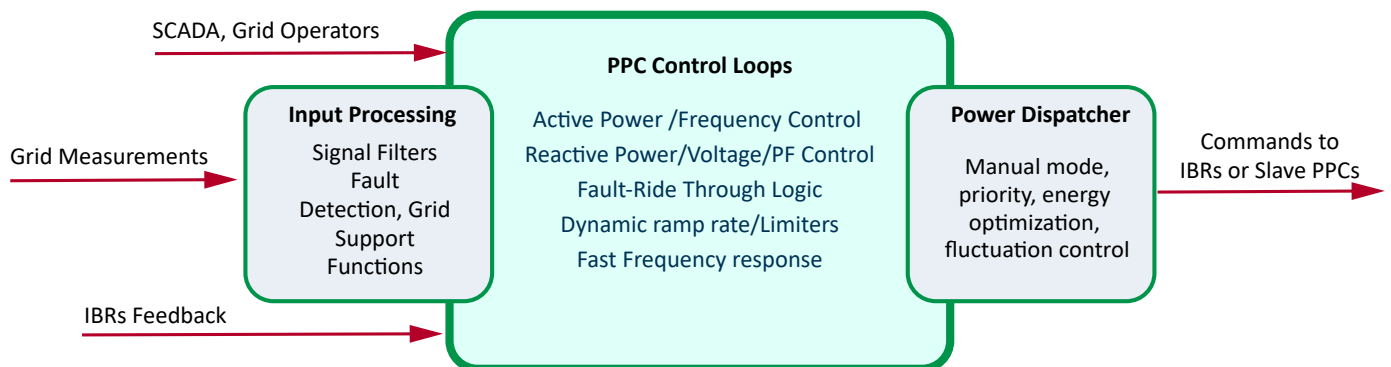 SCADA, Grid Operators
Grid Measurements
IBRs Feedback
Input Processing
Signal Filters
Fault
Detection, Grid
Support
Functions
PPC Control Loops
Active Power /Frequency Control
Reactive Power/Voltage/PF Control
Fault-Ride Through Logic
Dynamic ramp rate/Limiters
Fast Frequency response
Power Dispatcher
Manual mode,
priority, energy
optimization,
fluctuation control
Commands to
IBRs or Slave PPCs